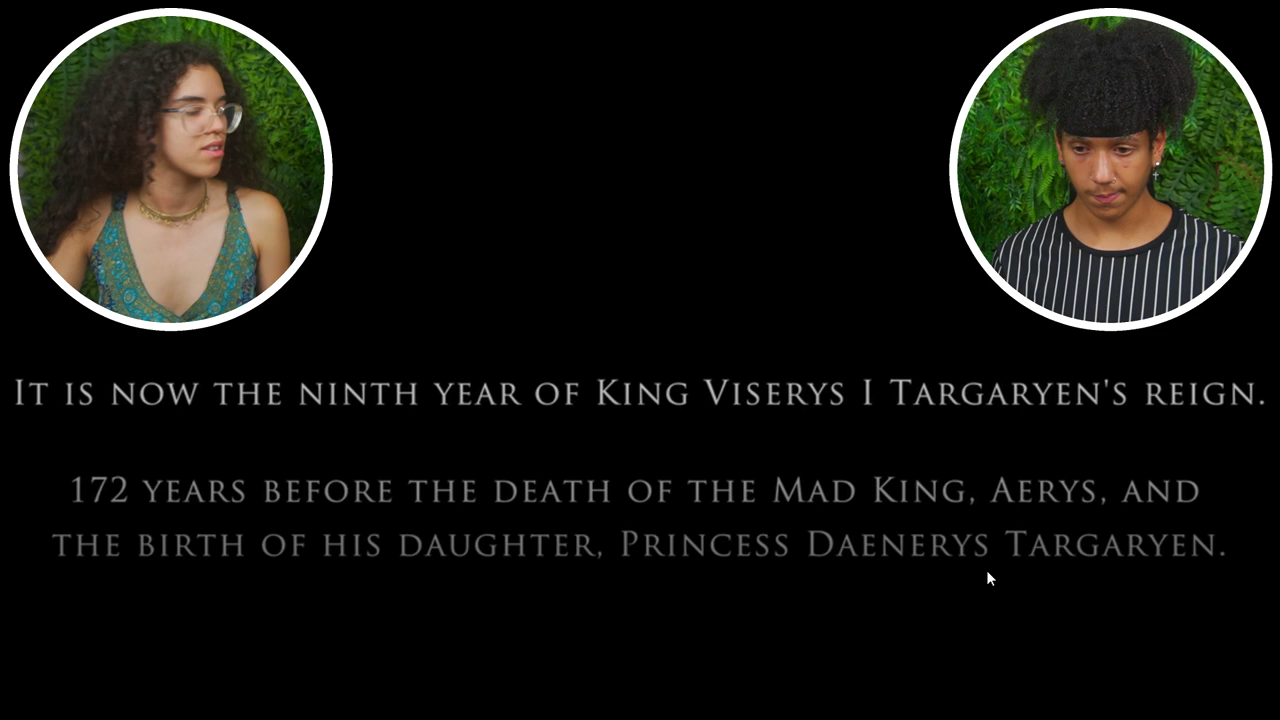 It is now the ninth year of King Viserys I Targaryen's reign.
172 years before the death of the Mad King, Aerys, and
the birth of his daughter, Princess Daenerys Targaryen.